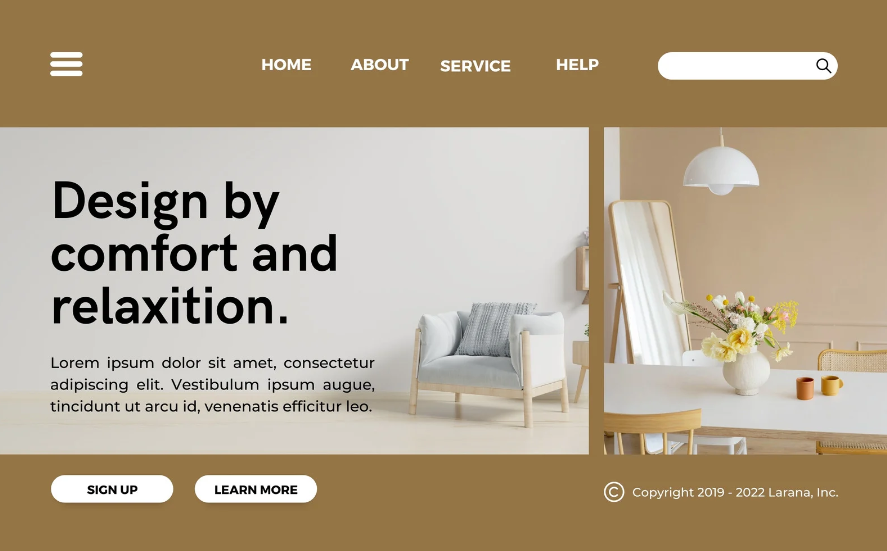 HOME ABOUT SERVICE HELP
Design by
comfort and
relaxition.
Lorem ipsum dolor sit amet, consectetur
adipiscing elit. Vestibulum ipsum augue,
tincidunt ut arcu id, venenatis efficitur leo.
SIGN UP LEARN MORE
© Copyright 2019 - 2022 Larana, Inc.